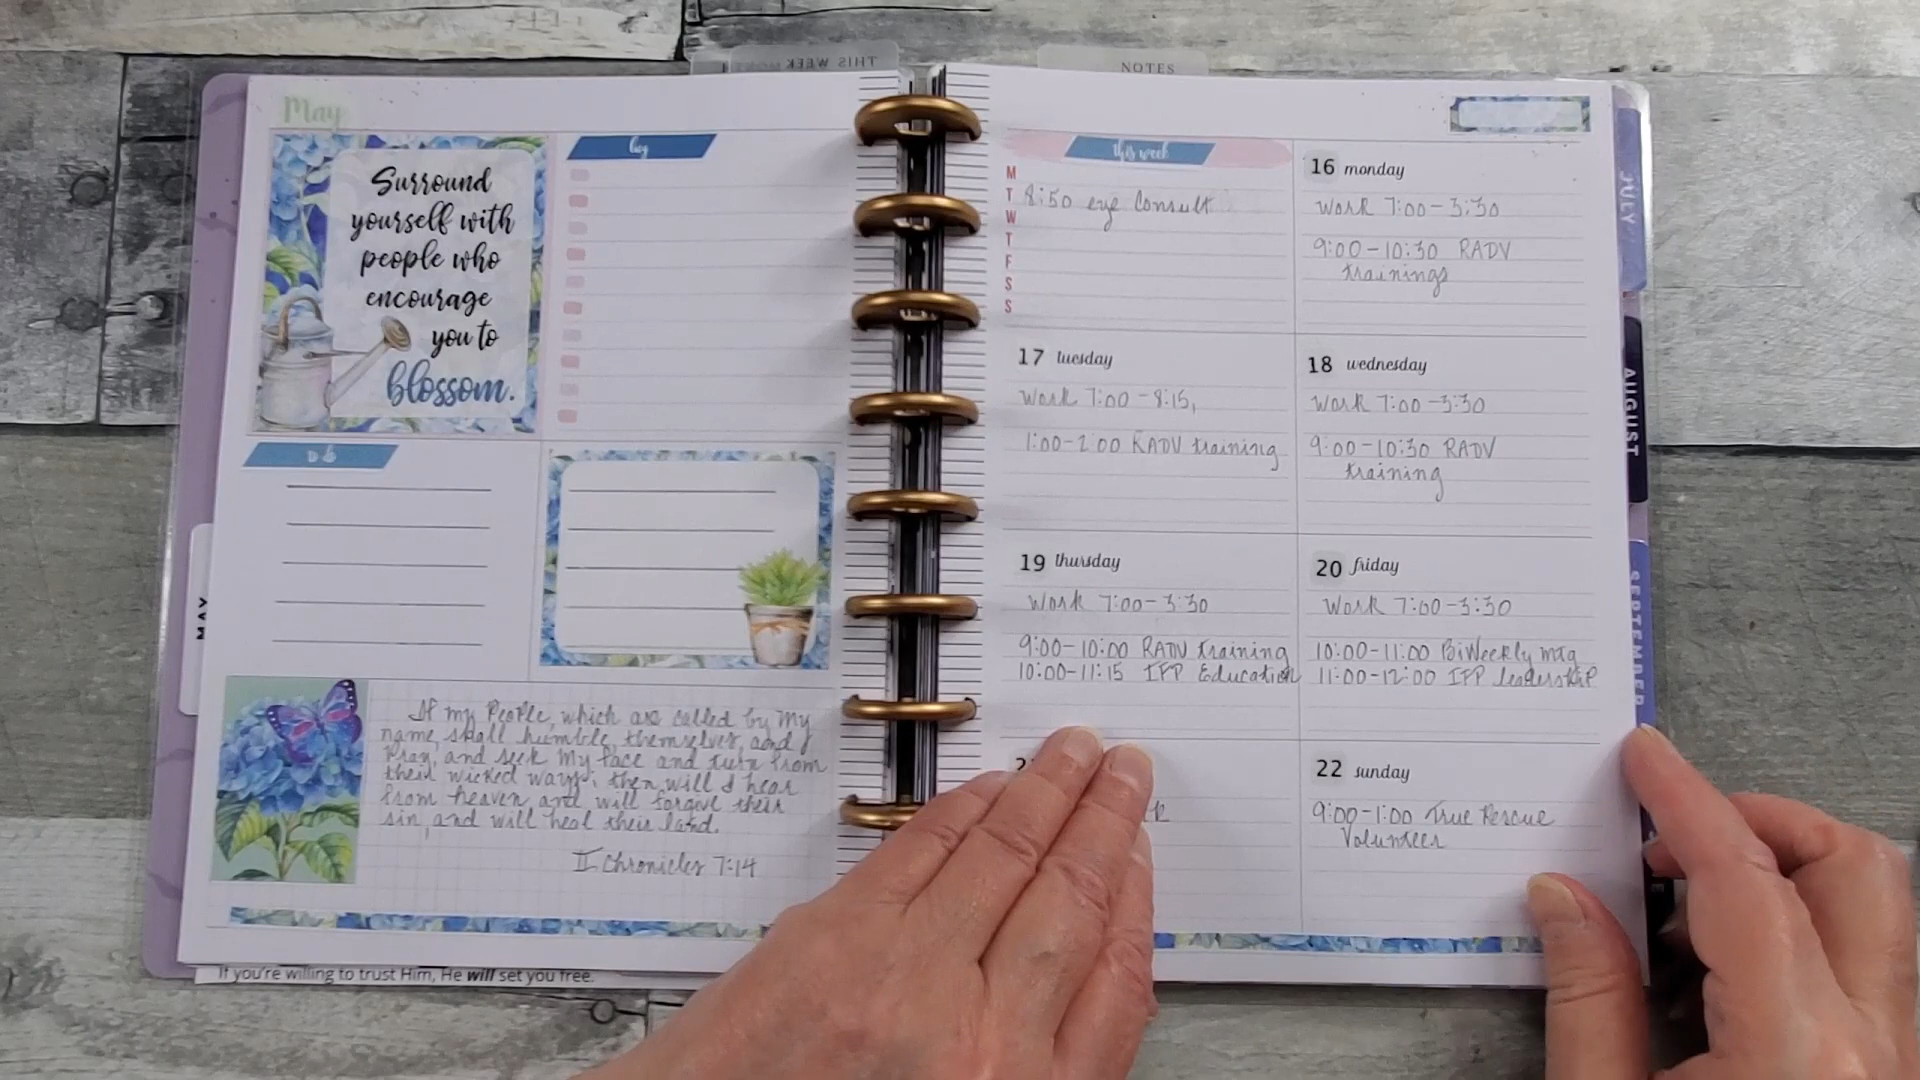 THIS WEEK
NOTES
May
Surround
yourself with
people who
encourage
you to
blossom.
buy
to do
If my People, which are called by My
name, shall humble themselves, and
Pray, and seek My face and turn from
their wicked ways; then will I hear
from heaven, and will forgive their
sin, and will heal their land.
II Chronicles 7:14
If you're willing to trust Him, He will set you free.
MAY
this week
M
T 8:50 eye Consult
W
T
F
S
S
16 monday
Work 7:00-3:30
9:00-10:30 RADV
trainings
17 tuesday
Work 7:00-8:15,
1:00-2:00 RADV training
18 wednesday
Work 7:00-3:30
9:00-10:30 RADV
training
19 thursday
Work 7:00-3:30
9:00-10:00 RADV training
10:00-11:15 IFP Education
20 friday
Work 7:00-3:30
10:00-11:00 BiWeekly mtg
11:00-12:00 IFP leadership
22 sunday
9:00-1:00 True Rescue
Volunteer
JULY
AUGUST
SEPTEMBER